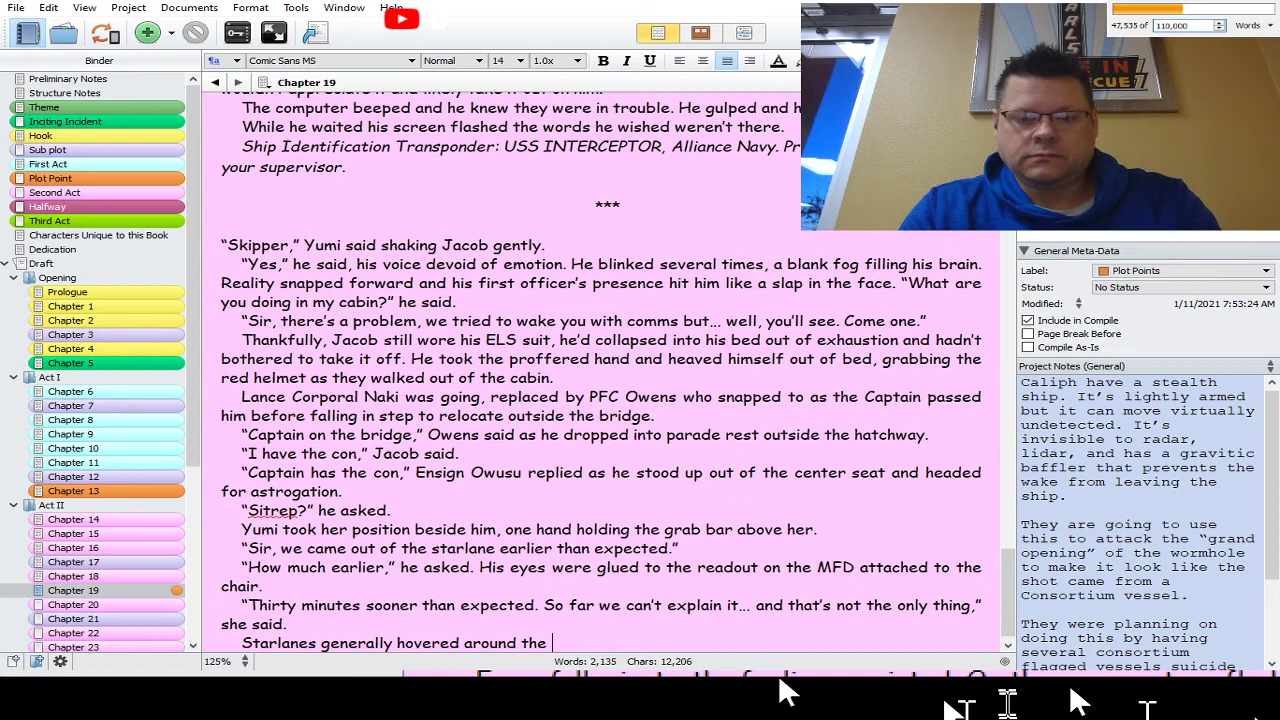 File Edit View Project Documents Format Tools Window Help
47,535 of 110,000 Words
Binder
Comic Sans MS Normal 14 1.0x B I U A
Preliminary Notes
Structure Notes
Theme
Inciting Incident
Hook
Sub plot
First Act
Plot Point
Second Act
Halfway
Third Act
Characters Unique to this Book
Dedication
Draft
Opening
Prologue
Chapter 1
Chapter 2
Chapter 3
Chapter 4
Chapter 5
Act I
Chapter 6
Chapter 7
Chapter 8
Chapter 9
Chapter 10
Chapter 11
Chapter 12
Chapter 13
Act II
Chapter 14
Chapter 15
Chapter 16
Chapter 17
Chapter 18
Chapter 19
Chapter 20
Chapter 21
Chapter 22
Chapter 23
Chapter 19
The computer beeped and he knew they were in trouble. He gulped and h
While he waited his screen flashed the words he wished weren't there.
Ship Identification Transponder: USS INTERCEPTOR, Alliance Navy. Pr
your supervisor.
***
“Skipper,” Yumi said shaking Jacob gently.
“Yes,” he said, his voice devoid of emotion. He blinked several times, a blank fog filling his brain.
Reality snapped forward and his first officer's presence hit him like a slap in the face. “What are
you doing in my cabin?” he said.
“Sir, there's a problem, we tried to wake you with comms but... well, you'll see. Come one.”
Thankfully, Jacob still wore his ELS suit, he'd collapsed into his bed out of exhaustion and hadn't
bothered to take it off. He took the proffered hand and heaved himself out of bed, grabbing the
red helmet as they walked out of the cabin.
Lance Corporal Naki was going, replaced by PFC Owens who snapped to as the Captain passed
him before falling in step to relocate outside the bridge.
“Captain on the bridge,” Owens said as he dropped into parade rest outside the hatchway.
“I have the con,” Jacob said.
“Captain has the con,” Ensign Owusu replied as he stood up out of the center seat and headed
for astrogation.
“Sitrep?” he asked.
Yumi took her position beside him, one hand holding the grab bar above her.
“Sir, we came out of the starlane earlier than expected.”
“How much earlier,” he asked. His eyes were glued to the readout on the MFD attached to the
chair.
“Thirty minutes sooner than expected. So far we can't explain it... and that's not the only thing,”
she said.
Starlanes generally hovered around the
125% Words: 2,135 Chars: 12,206
General Meta-Data
Label: Plot Points
Status: No Status
Modified: 1/11/2021 7:53:24 AM
Include in Compile
Page Break Before
Compile As-Is
Project Notes (General)
Caliph have a stealth
ship. It's lightly armed
but it can move virtually
undetected. It's
invisible to radar,
lidar, and has a gravitic
baffler that prevents the
wake from leaving the
ship.
They are going to use
this to attack the “grand
opening” of the wormhole
to make it look like the
shot came from a
Consortium vessel.
They were planning on
doing this by having
several consortium
flagged vessels suicide